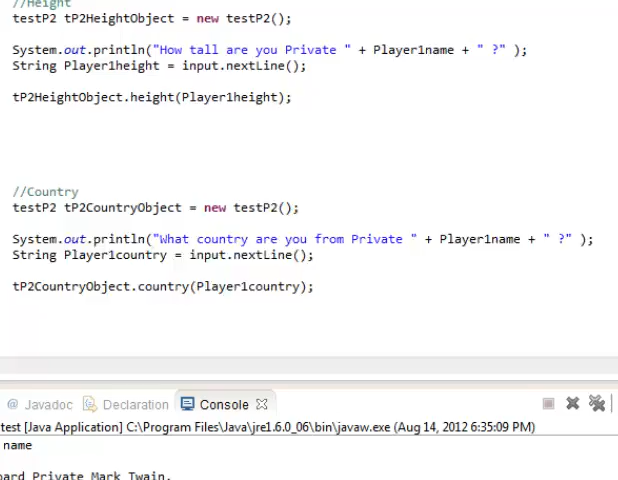 //Height
testP2 tP2HeightObject = new testP2();
System.out.println("How tall are you Private " + Player1name + " ?" );
String Player1height = input.nextLine();
tP2HeightObject.height(Player1height);
//Country
testP2 tP2CountryObject = new testP2();
System.out.println("What country are you from Private " + Player1name + " ?" );
String Player1country = input.nextLine();
tP2CountryObject.country(Player1country);
@ Javadoc Declaration Console
test [Java Application] C:\Program Files\Java\jre1.6.0_06\bin\javaw.exe (Aug 14, 2012 6:35:09 PM)
name
oard Private Mark Twain.